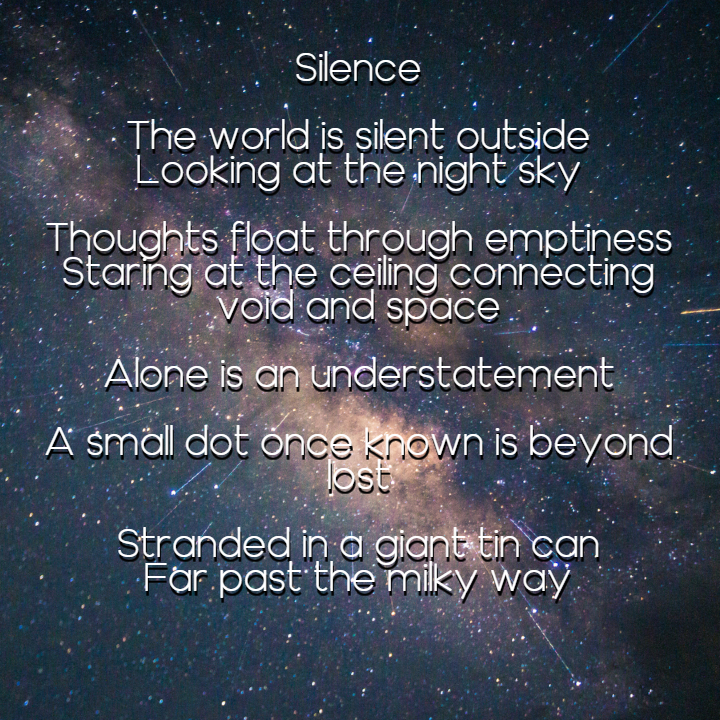 Silence
The world is silent outside
Looking at the night sky
Thoughts float through emptiness
Staring at the ceiling connecting
void and space
Alone is an understatement
A small dot once known is beyond
lost
Stranded in a giant tin can
Far past the milky way